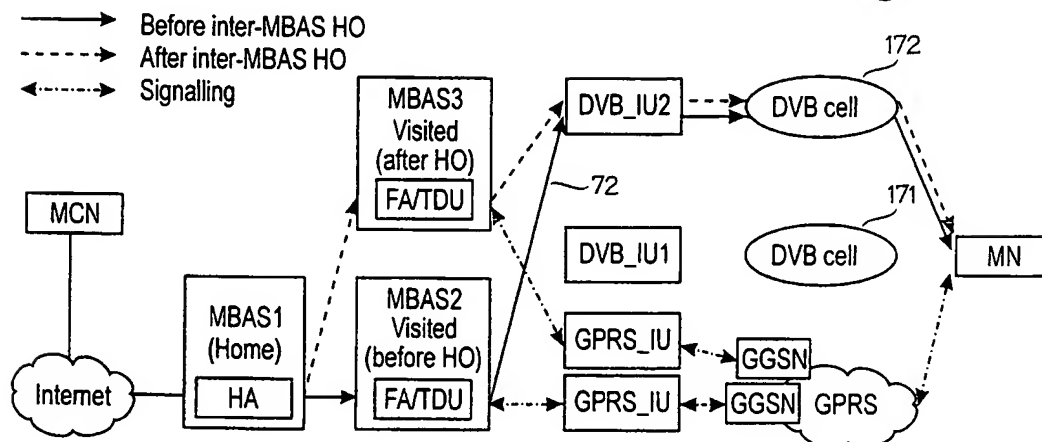 Before inter-MBAS HO
After inter-MBAS HO
Signalling
MCN
Internet
MBAS1
(Home)
HA
MBAS3
Visited
(after HO)
FA/TDU
MBAS2
Visited
(before HO)
FA/TDU
72
DVB_IU2
DVB_IU1
GPRS_IU
GPRS_IU
172
DVB cell
171
DVB cell
GGSN
GGSN
GPRS
MN